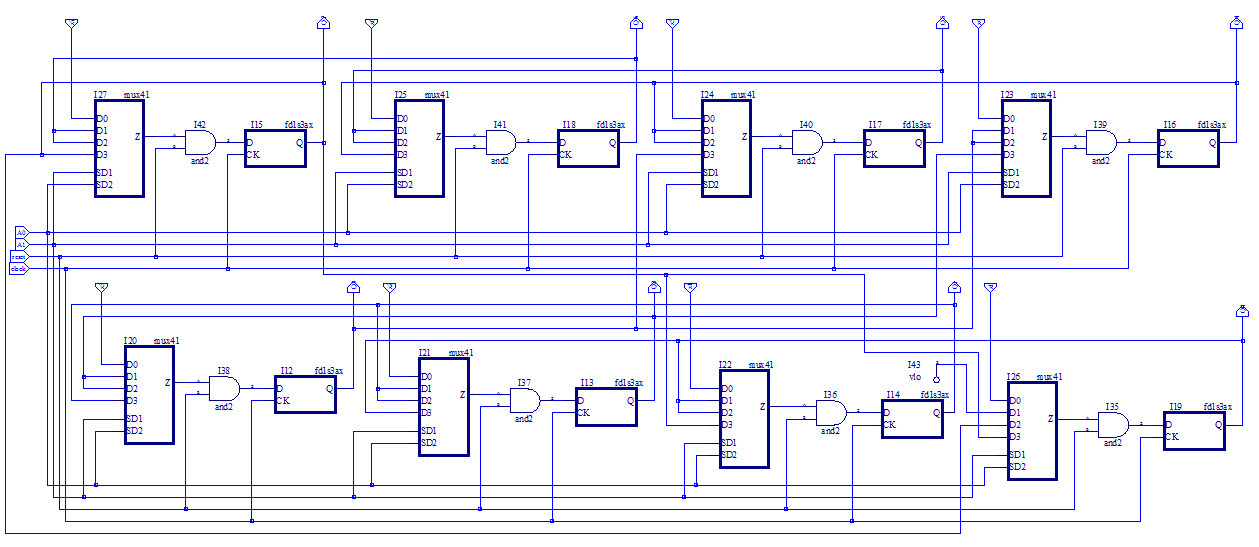 I27 mux41
D0
D1
D2
D3
SD1
SD2
Z
I42
and2
I15 fd1s3ax
D
CK
Q
I25 mux41
D0
D1
D2
D3
SD1
SD2
Z
I41
and2
I18 fd1s3ax
D
CK
Q
I24 mux41
D0
D1
D2
D3
SD1
SD2
Z
I40
and2
I17 fd1s3ax
D
CK
Q
I23 mux41
D0
D1
D2
D3
SD1
SD2
Z
I39
and2
I16 fd1s3ax
D
CK
Q
A0
A1
reset
clock
I20 mux41
D0
D1
D2
D3
SD1
SD2
Z
I38
and2
I12 fd1s3ax
D
CK
Q
I21 mux41
D0
D1
D2
D3
SD1
SD2
Z
I37
and2
I13 fd1s3ax
D
CK
Q
I22 mux41
D0
D1
D2
D3
SD1
SD2
Z
I36
and2
I14 fd1s3ax
D
CK
Q
I43
vlo
I26 mux41
D0
D1
D2
D3
SD1
SD2
Z
I35
and2
I19 fd1s3ax
D
CK
Q